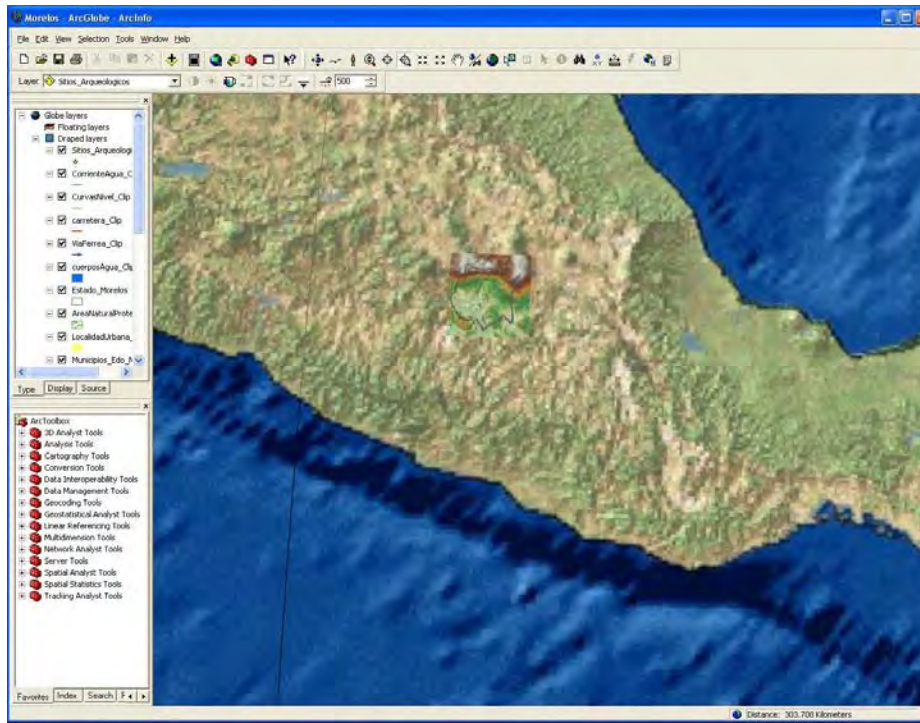 Morelos - ArcGlobe - ArcInfo
File Edit View Selection Tools Window Help
Layer: Sitios_Arqueologicos 500
Globe layers
Floating layers
Draped layers
Sitios_Arqueologi
CorrienteAgua_C
CurvasNivel_Clip
carretera_Clip
ViaFerrea_Clip
cuerposAgua_Cli
Estado_Morelos
AreaNaturalProte
LocalidadUrbana_
Municipios_Edo_M
Type Display Source
ArcToolbox
3D Analyst Tools
Analysis Tools
Cartography Tools
Conversion Tools
Data Interoperability Tools
Data Management Tools
Geocoding Tools
Geostatistical Analyst Tools
Linear Referencing Tools
Multidimension Tools
Network Analyst Tools
Server Tools
Spatial Analyst Tools
Spatial Statistics Tools
Tracking Analyst Tools
Favorites Index Search
Distance: 303.708 Kilometers